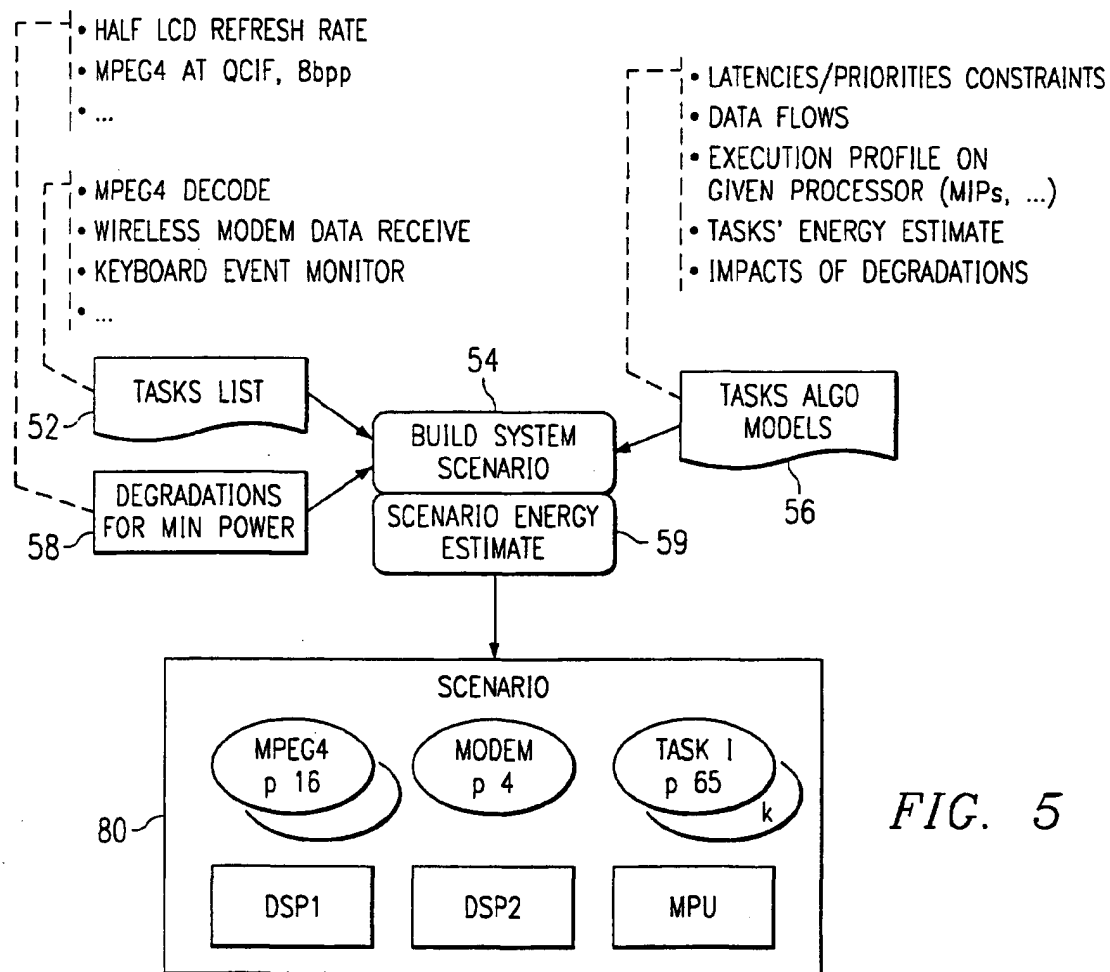 • HALF LCD REFRESH RATE
• MPEG4 AT QCIF, 8bpp
• ...
• MPEG4 DECODE
• WIRELESS MODEM DATA RECEIVE
• KEYBOARD EVENT MONITOR
• ...
• LATENCIES/PRIORITIES CONSTRAINTS
• DATA FLOWS
• EXECUTION PROFILE ON
GIVEN PROCESSOR (MIPs, ...)
• TASKS' ENERGY ESTIMATE
• IMPACTS OF DEGRADATIONS
TASKS LIST
52
DEGRADATIONS
FOR MIN POWER
58
54
BUILD SYSTEM
SCENARIO
SCENARIO ENERGY
ESTIMATE
59
TASKS ALGO
MODELS
56
SCENARIO
MPEG4
p 16
MODEM
p 4
TASK I
p 65
k
80
DSP1
DSP2
MPU
FIG. 5